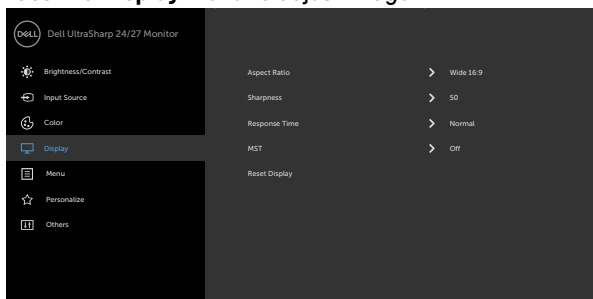 DELL
Dell UltraSharp 24/27 Monitor
Brightness/Contrast
Input Source
Color
Display
Menu
Personalize
Others
Aspect Ratio Wide 16:9
Sharpness 50
Response Time Normal
MST Off
Reset Display